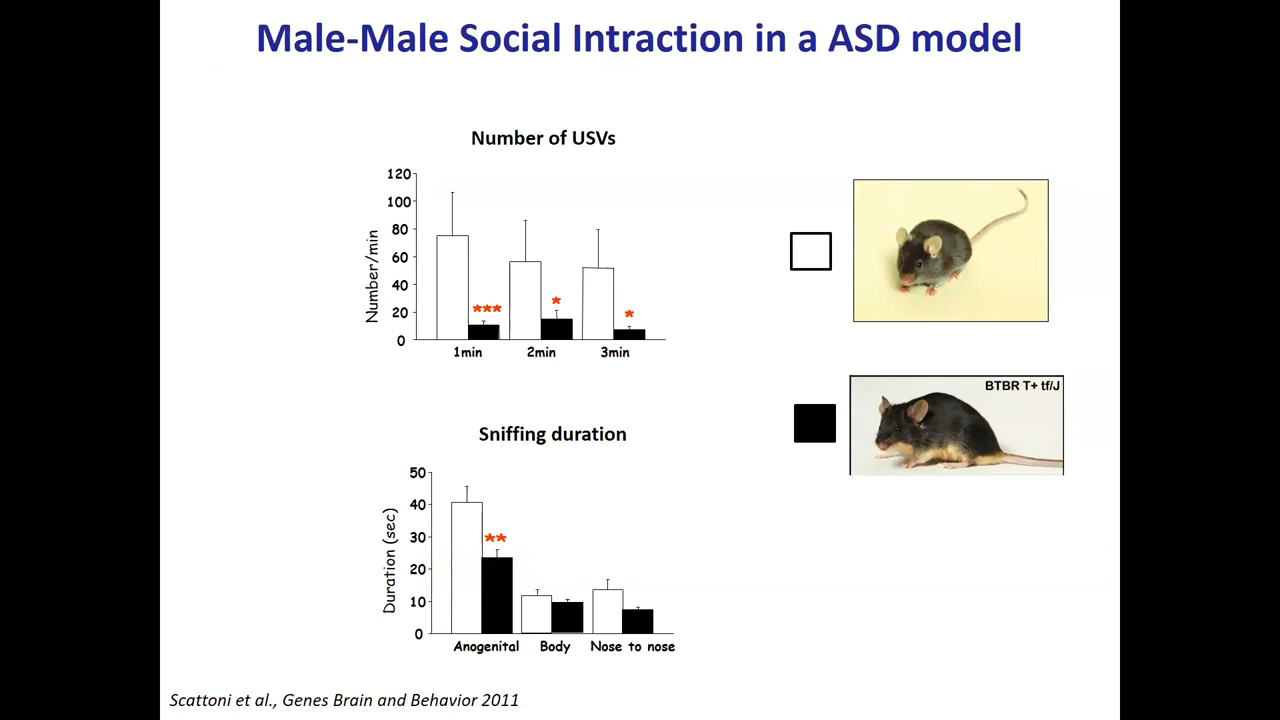 Male-Male Social Intraction in a ASD model
Number of USVs
Number/min
120
100
80
60
40
20
0
***
*
*
1min 2min 3min
BTBR T+ tf/J
Sniffing duration
Duration (sec)
50
40
30
20
10
0
**
Anogenital Body Nose to nose
Scattoni et al., Genes Brain and Behavior 2011